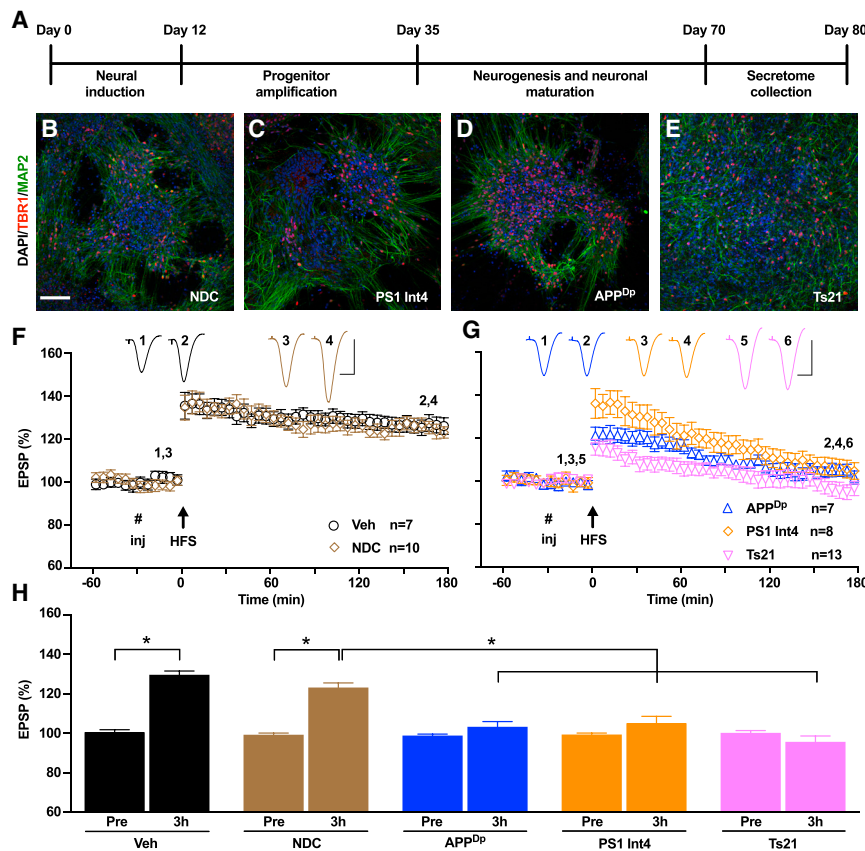 A
Day 0 Day 12 Day 35 Day 70 Day 80
Neural induction
Progenitor amplification
Neurogenesis and neuronal maturation
Secretome collection
DAPI/TBR1/MAP2
B
NDC
C
PS1 Int4
D
APPDp
E
Ts21
F
1 2 3 4
160
140
120
100
80
60
EPSP (%)
1,3
2,4
#
inj
HFS
Veh n=7
NDC n=10
-60 0 60 120 180
Time (min)
G
1 2 3 4 5 6
1,3,5
2,4,6
#
inj
HFS
APPDp n=7
PS1 Int4 n=8
Ts21 n=13
-60 0 60 120 180
Time (min)
H
160
140
120
100
80
60
EPSP (%)
* * *
Pre 3h Pre 3h Pre 3h Pre 3h Pre 3h
Veh NDC APPDp PS1 Int4 Ts21